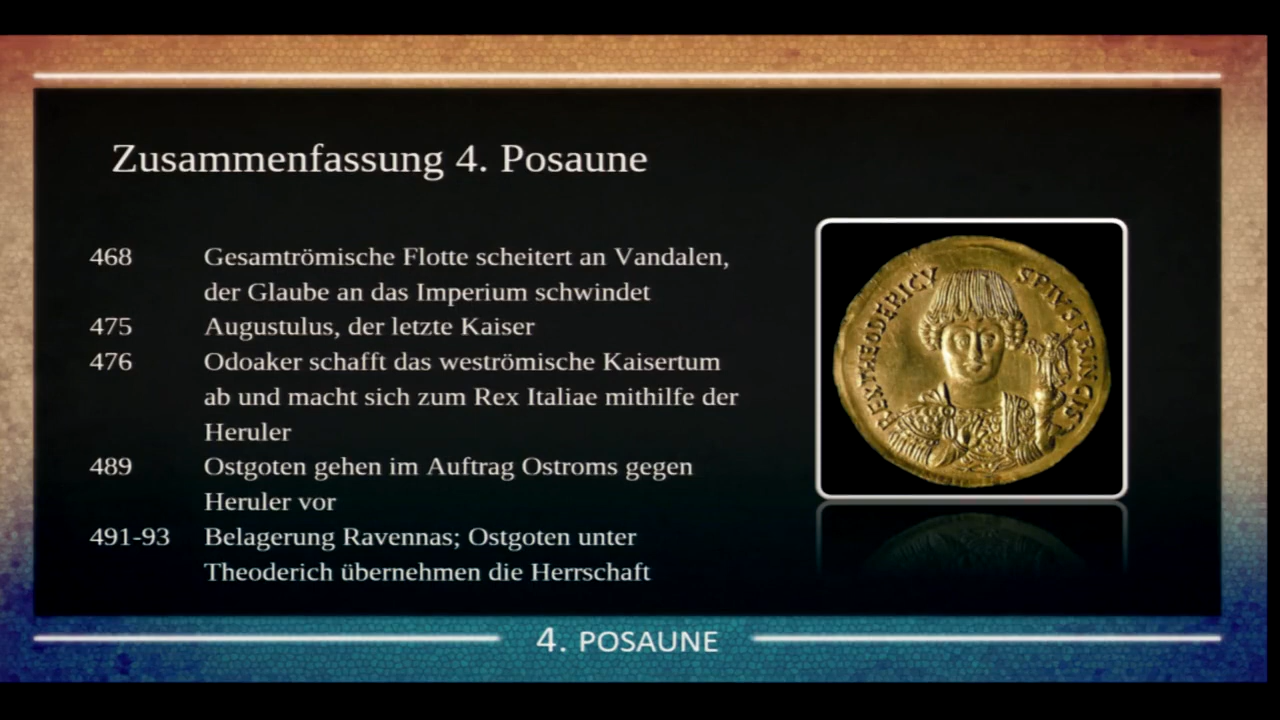 Zusammenfassung 4. Posaune
468 Gesamtrömische Flotte scheitert an Vandalen,
der Glaube an das Imperium schwindet
475 Augustulus, der letzte Kaiser
476 Odoaker schafft das weströmische Kaisertum
ab und macht sich zum Rex Italiae mithilfe der
Heruler
489 Ostgoten gehen im Auftrag Ostroms gegen
Heruler vor
491-93 Belagerung Ravennas; Ostgoten unter
Theoderich übernehmen die Herrschaft
REX THEODERICV
S PIVS PRINCIS
4. POSAUNE